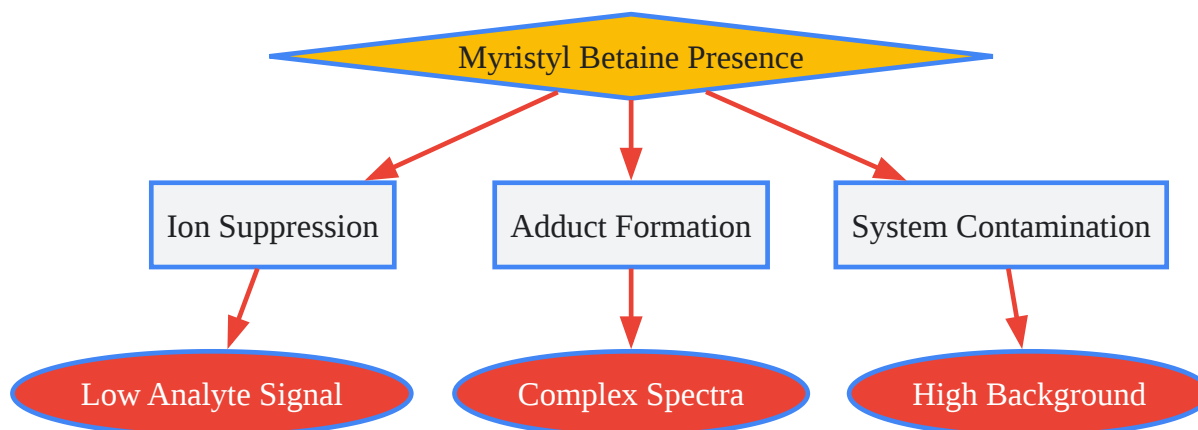 Myristyl Betaine Presence
Ion Suppression
Adduct Formation
System Contamination
Low Analyte Signal
Complex Spectra
High Background